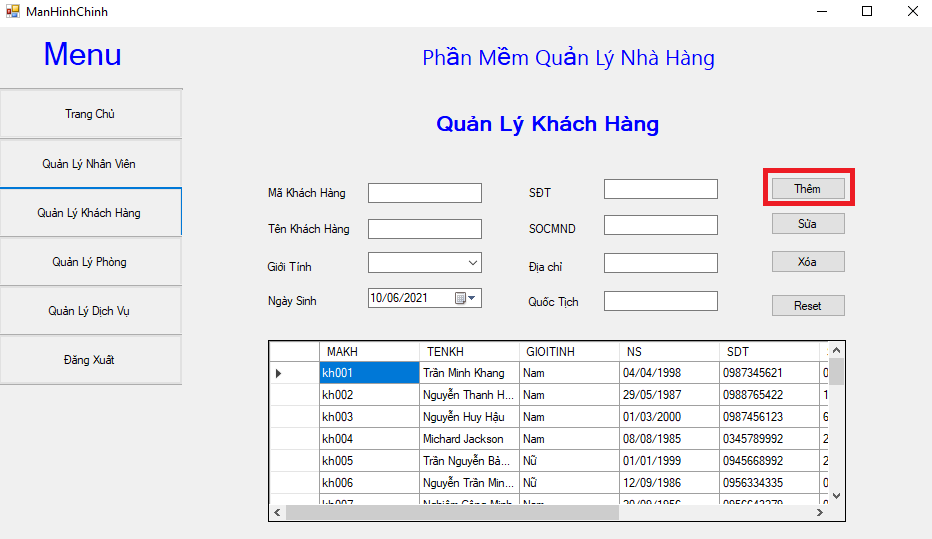 ManHinhChinh
Menu
Phần Mềm Quản Lý Nhà Hàng
Trang Chủ
Quản Lý Nhân Viên
Quản Lý Khách Hàng
Quản Lý Phòng
Quản Lý Dịch Vụ
Đăng Xuất
Quản Lý Khách Hàng
Mã Khách Hàng SĐT Thêm
Tên Khách Hàng SOCMND Sửa
Giới Tính Địa chỉ Xóa
Ngày Sinh 10/06/2021 Quốc Tịch Reset
MAKH TENKH GIOITINH NS SDT
kh001 Trần Minh Khang Nam 04/04/1998 0987345621 0
kh002 Nguyễn Thanh H... Nam 29/05/1987 0988765422 1
kh003 Nguyễn Huy Hậu Nam 01/03/2000 0987456123 6
kh004 Michard Jackson Nam 08/08/1985 0345789992 2
kh005 Trần Nguyễn Bả... Nữ 01/01/1999 0945668992 2
kh006 Nguyễn Trần Min... Nữ 12/09/1986 0956334335 0